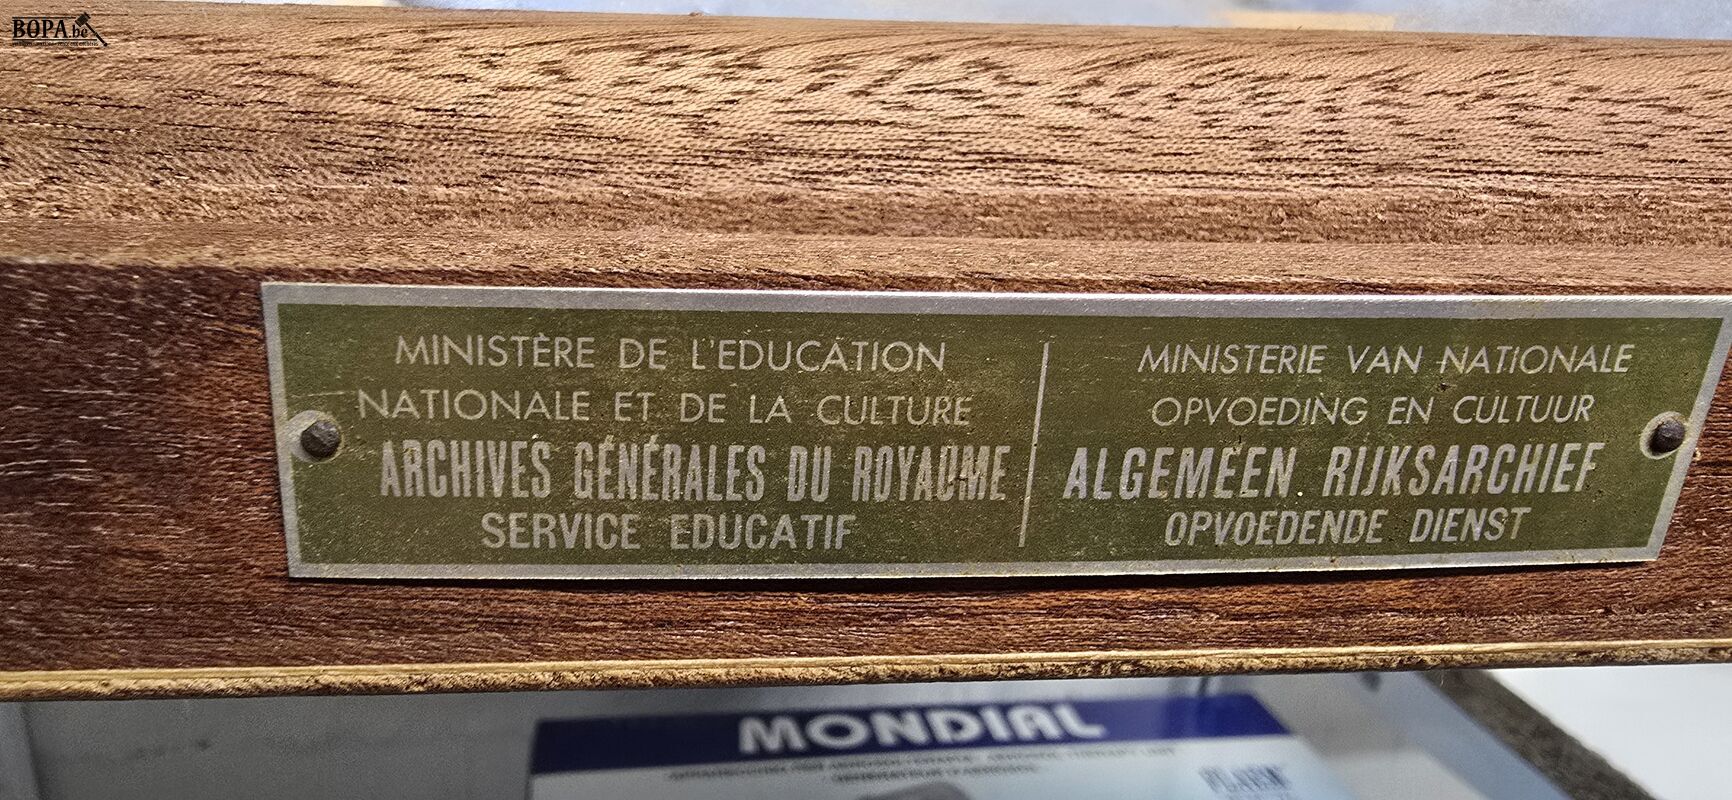 BOPA.be
MINISTÈRE DE L'EDUCATION
NATIONALE ET DE LA CULTURE
ARCHIVES GÉNÉRALES DU ROYAUME
SERVICE EDUCATIF
MINISTERIE VAN NATIONALE
OPVOEDING EN CULTUUR
ALGEMEEN RIJKSARCHIEF
OPVOEDENDE DIENST
MONDIAL